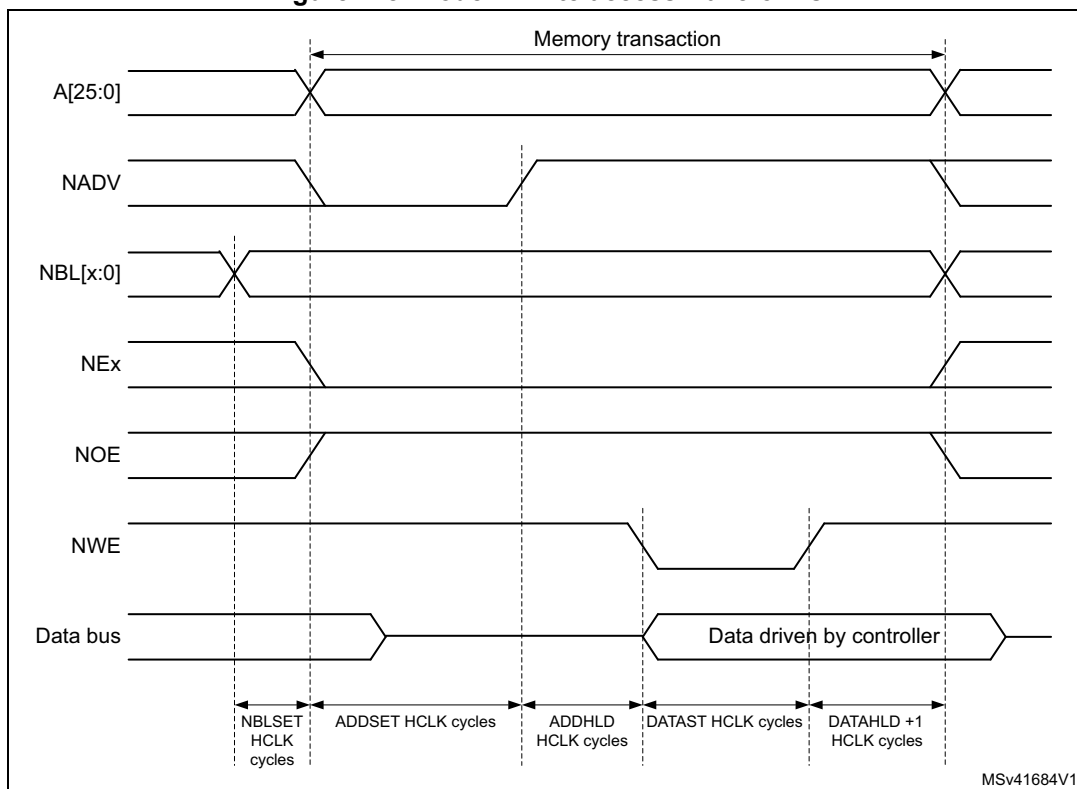 Memory transaction
A[25:0]
NADV
NBL[x:0]
NEx
NOE
NWE
Data bus
Data driven by controller
NBLSET
HCLK
cycles
ADDSET HCLK cycles
ADDHLD
HCLK cycles
DATAST HCLK cycles
DATAHLD +1
HCLK cycles
MSv41684V1